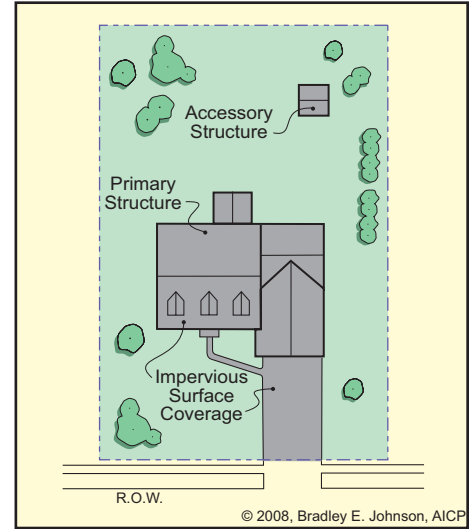 Accessory
Structure
Primary
Structure
Impervious
Surface
Coverage
R.O.W.
© 2008, Bradley E. Johnson, AICP